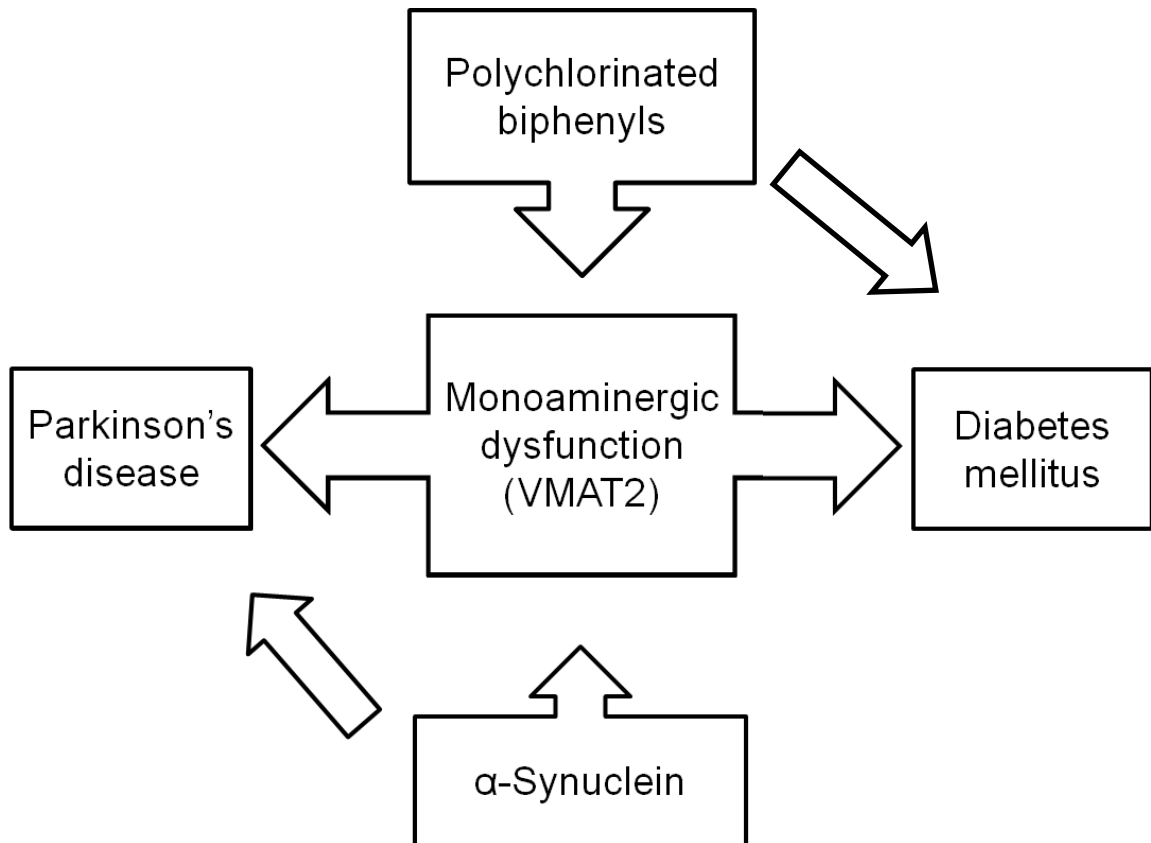 Polychlorinated
biphenyls
Parkinson's
disease
Monoaminergic
dysfunction
(VMAT2)
Diabetes
mellitus
α-Synuclein